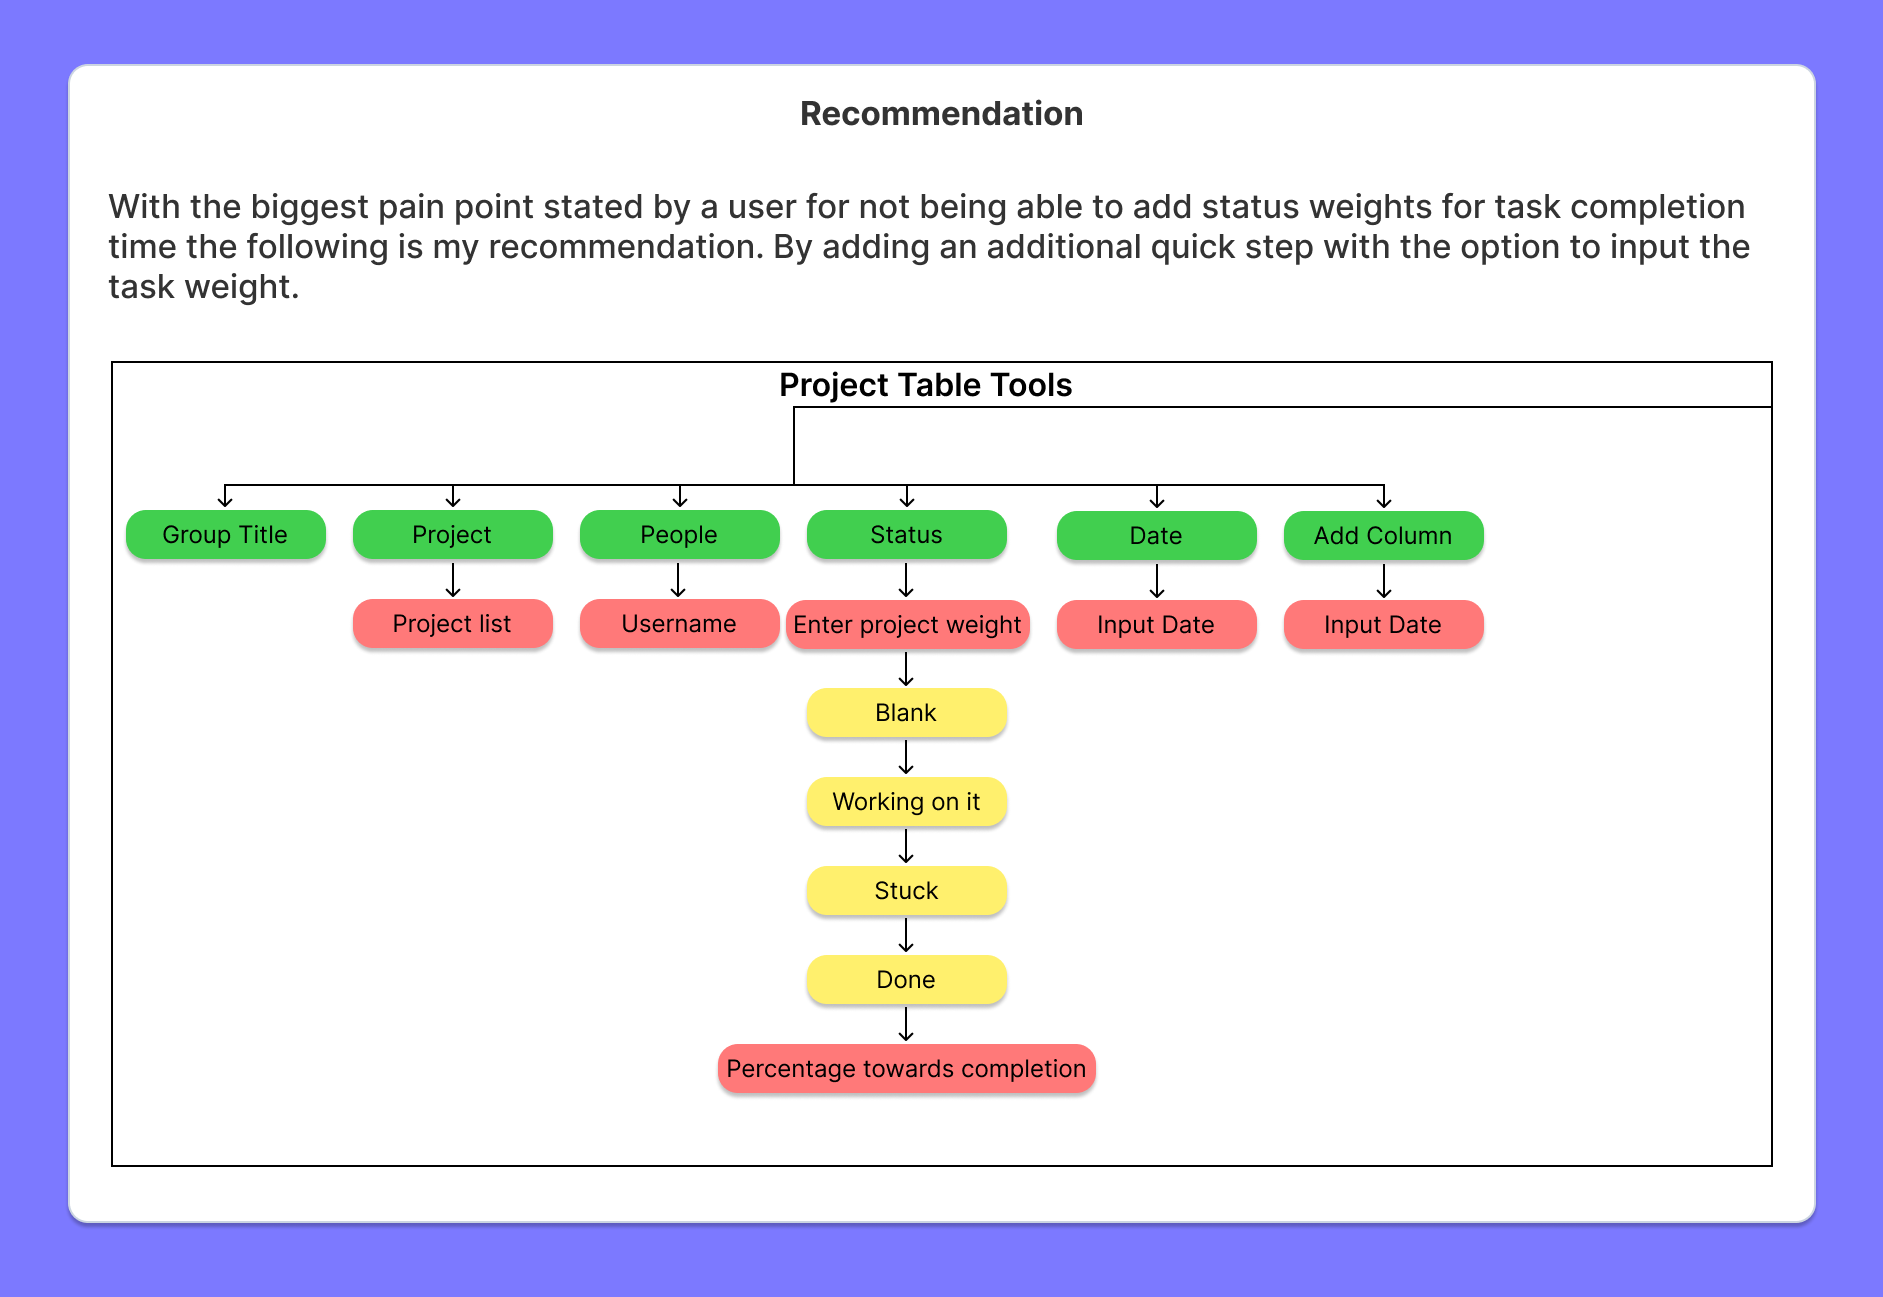 Recommendation
With the biggest pain point stated by a user for not being able to add status weights for task completion
time the following is my recommendation. By adding an additional quick step with the option to input the
task weight.
Project Table Tools
Group Title
Project
People
Status
Date
Add Column
Project list
Username
Enter project weight
Input Date
Input Date
Blank
Working on it
Stuck
Done
Percentage towards completion